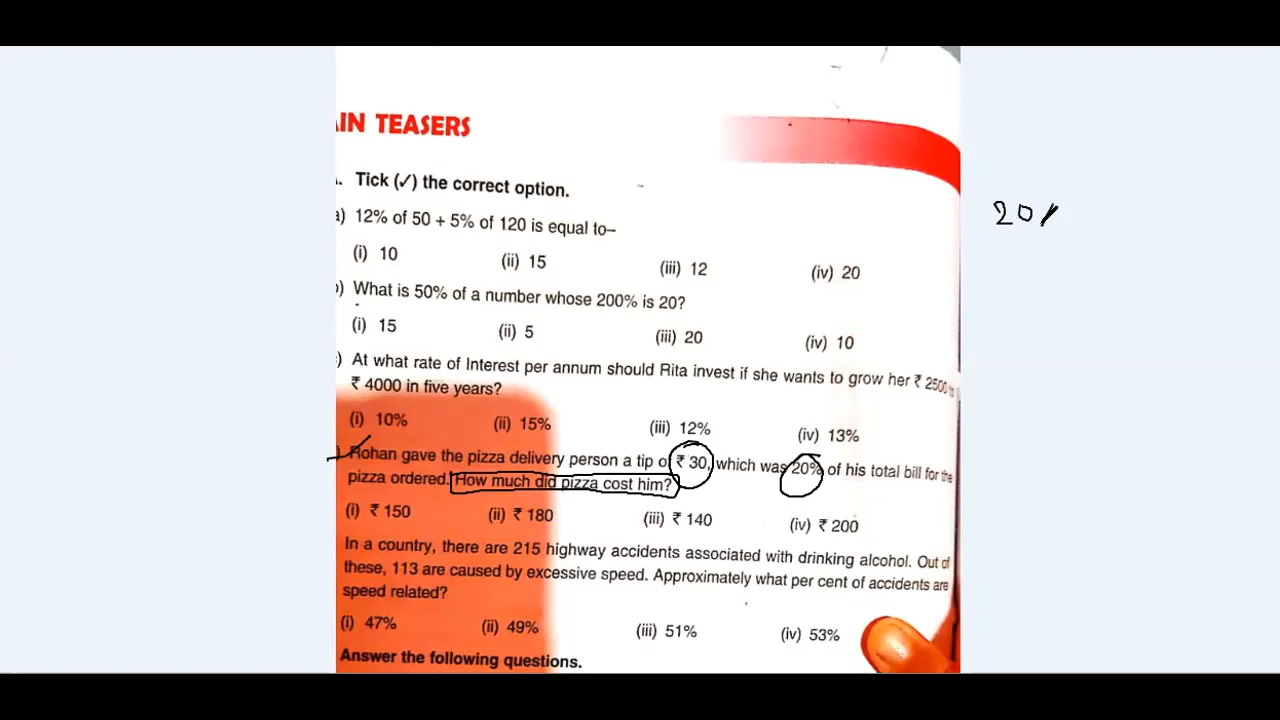 IN TEASERS
Tick (✓) the correct option.
a) 12% of 50 + 5% of 120 is equal to–
(i) 10 (ii) 15 (iii) 12 (iv) 20
) What is 50% of a number whose 200% is 20?
(i) 15 (ii) 5 (iii) 20 (iv) 10
) At what rate of Interest per annum should Rita invest if she wants to grow her ₹ 2500
₹ 4000 in five years?
(i) 10% (ii) 15% (iii) 12% (iv) 13%
) Rohan gave the pizza delivery person a tip of ₹ 30, which was 20% of his total bill for the
pizza ordered. How much did pizza cost him?
(i) ₹ 150 (ii) ₹ 180 (iii) ₹ 140 (iv) ₹ 200
In a country, there are 215 highway accidents associated with drinking alcohol. Out of
these, 113 are caused by excessive speed. Approximately what per cent of accidents are
speed related?
(i) 47% (ii) 49% (iii) 51% (iv) 53%
Answer the following questions.
20